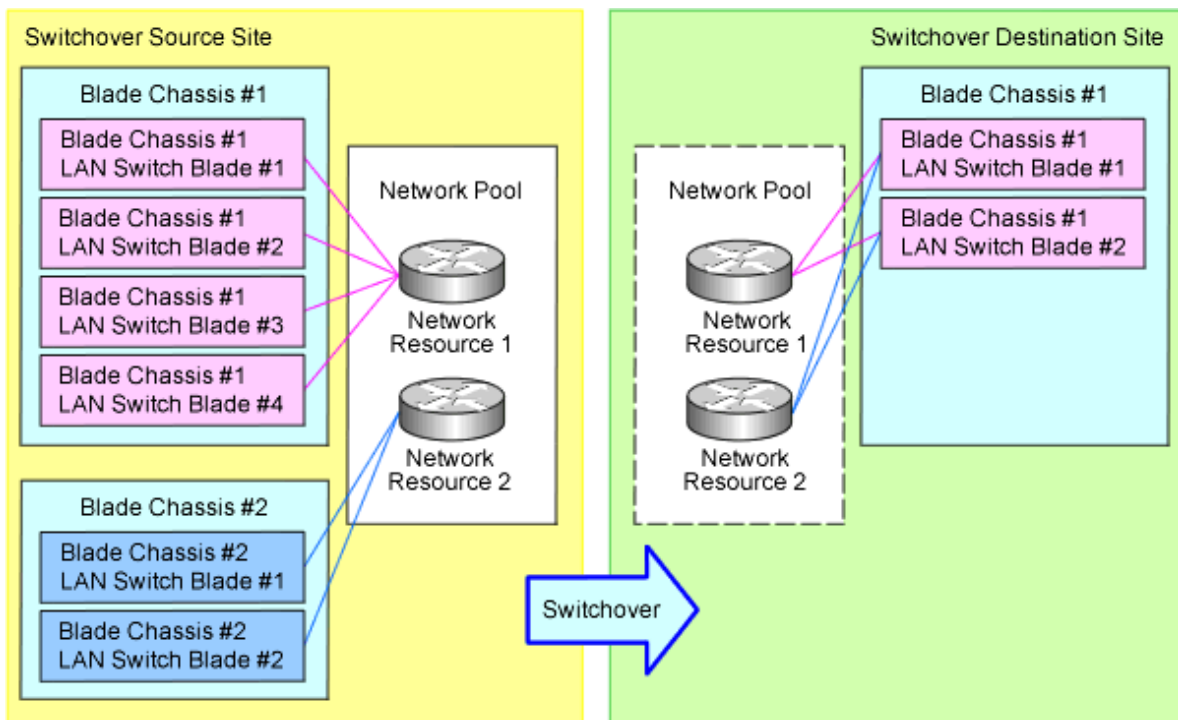 Switchover Source Site
Blade Chassis #1
Blade Chassis #1
LAN Switch Blade #1
Blade Chassis #1
LAN Switch Blade #2
Blade Chassis #1
LAN Switch Blade #3
Blade Chassis #1
LAN Switch Blade #4
Network Pool
Network
Resource 1
Network
Resource 2
Blade Chassis #2
Blade Chassis #2
LAN Switch Blade #1
Blade Chassis #2
LAN Switch Blade #2
Switchover
Switchover Destination Site
Network Pool
Network
Resource 1
Network
Resource 2
Blade Chassis #1
Blade Chassis #1
LAN Switch Blade #1
Blade Chassis #1
LAN Switch Blade #2